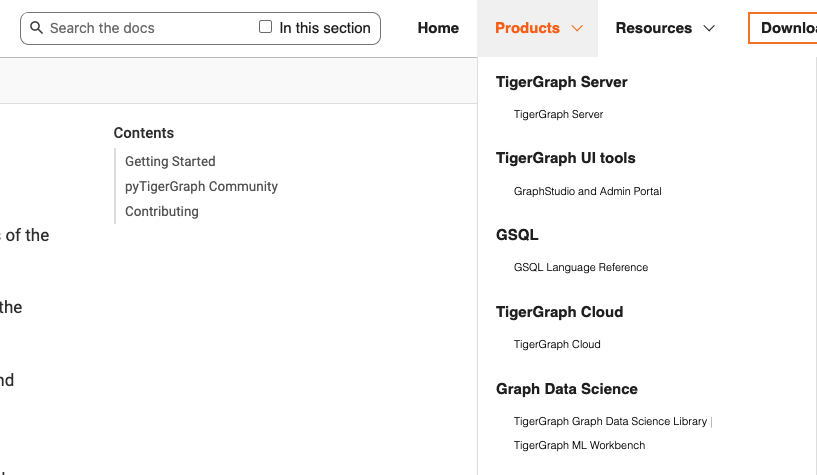 Search the docs
In this section
Home
Products
Resources
Contents
Getting Started
pyTigerGraph Community
Contributing
of the
the
TigerGraph Server
TigerGraph Server
TigerGraph UI tools
GraphStudio and Admin Portal
GSQL
GSQL Language Reference
TigerGraph Cloud
TigerGraph Cloud
Graph Data Science
TigerGraph Graph Data Science Library |
TigerGraph ML Workbench